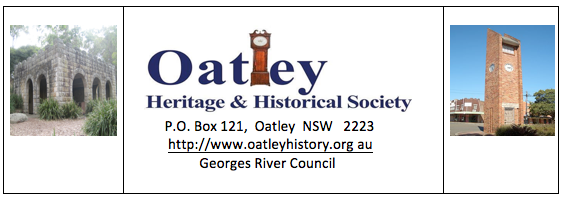 Oatley
Heritage & Historical Society
P.O. Box 121, Oatley NSW 2223
http://www.oatleyhistory.org au
Georges River Council